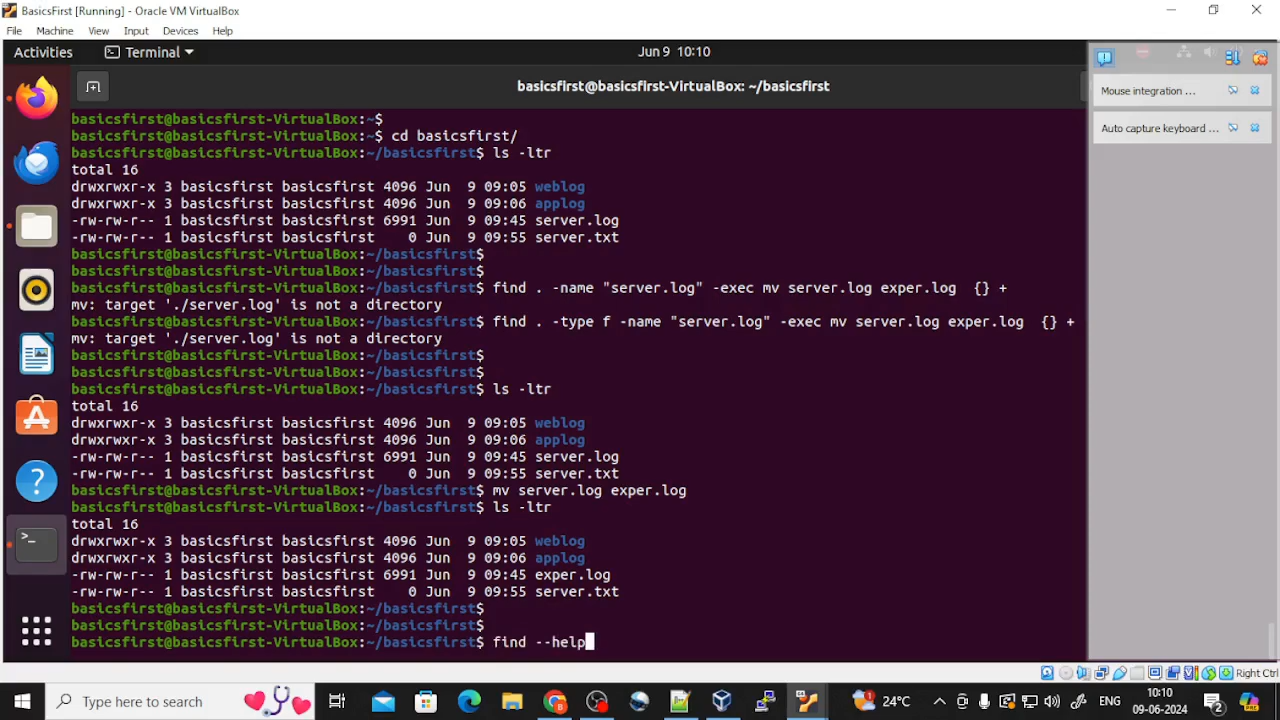 BasicsFirst [Running] - Oracle VM VirtualBox
File Machine View Input Devices Help
Activities Terminal Jun 9 10:10
basicsfirst@basicsfirst-VirtualBox: ~/basicsfirst
Mouse integration ...
Auto capture keyboard ...
basicsfirst@basicsfirst-VirtualBox:~$
basicsfirst@basicsfirst-VirtualBox:~$ cd basicsfirst/
basicsfirst@basicsfirst-VirtualBox:~/basicsfirst$ ls -ltr
total 16
drwxrwxr-x 3 basicsfirst basicsfirst 4096 Jun  9 09:05 weblog
drwxrwxr-x 3 basicsfirst basicsfirst 4096 Jun  9 09:06 applog
-rw-rw-r-- 1 basicsfirst basicsfirst 6991 Jun  9 09:45 server.log
-rw-rw-r-- 1 basicsfirst basicsfirst    0 Jun  9 09:55 server.txt
basicsfirst@basicsfirst-VirtualBox:~/basicsfirst$
basicsfirst@basicsfirst-VirtualBox:~/basicsfirst$
basicsfirst@basicsfirst-VirtualBox:~/basicsfirst$ find . -name "server.log" -exec mv server.log exper.log  {} +
mv: target './server.log' is not a directory
basicsfirst@basicsfirst-VirtualBox:~/basicsfirst$ find . -type f -name "server.log" -exec mv server.log exper.log  {} +
mv: target './server.log' is not a directory
basicsfirst@basicsfirst-VirtualBox:~/basicsfirst$
basicsfirst@basicsfirst-VirtualBox:~/basicsfirst$
basicsfirst@basicsfirst-VirtualBox:~/basicsfirst$ ls -ltr
total 16
drwxrwxr-x 3 basicsfirst basicsfirst 4096 Jun  9 09:05 weblog
drwxrwxr-x 3 basicsfirst basicsfirst 4096 Jun  9 09:06 applog
-rw-rw-r-- 1 basicsfirst basicsfirst 6991 Jun  9 09:45 server.log
-rw-rw-r-- 1 basicsfirst basicsfirst    0 Jun  9 09:55 server.txt
basicsfirst@basicsfirst-VirtualBox:~/basicsfirst$ mv server.log exper.log
basicsfirst@basicsfirst-VirtualBox:~/basicsfirst$ ls -ltr
total 16
drwxrwxr-x 3 basicsfirst basicsfirst 4096 Jun  9 09:05 weblog
drwxrwxr-x 3 basicsfirst basicsfirst 4096 Jun  9 09:06 applog
-rw-rw-r-- 1 basicsfirst basicsfirst 6991 Jun  9 09:45 exper.log
-rw-rw-r-- 1 basicsfirst basicsfirst    0 Jun  9 09:55 server.txt
basicsfirst@basicsfirst-VirtualBox:~/basicsfirst$
basicsfirst@basicsfirst-VirtualBox:~/basicsfirst$
basicsfirst@basicsfirst-VirtualBox:~/basicsfirst$ find --help
Right Ctrl
Type here to search
24°C
ENG
10:10
09-06-2024